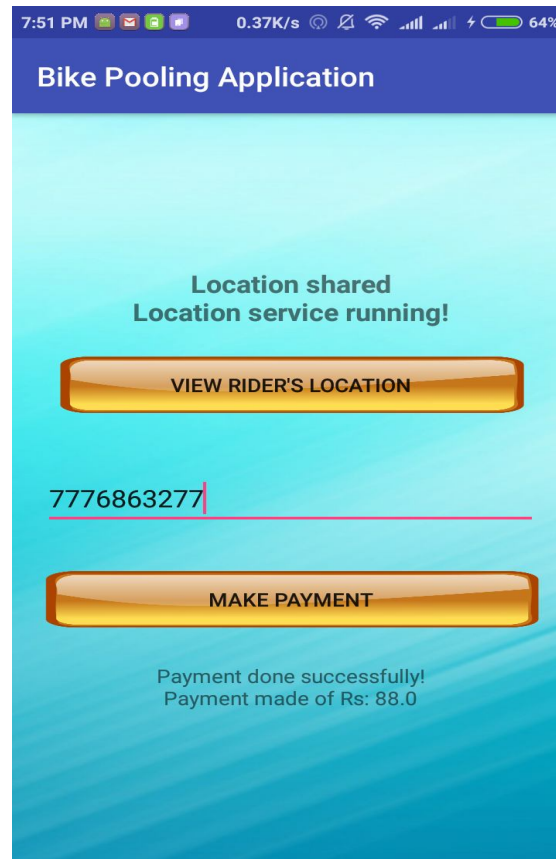 7:51 PM 0.37K/s 64%
Bike Pooling Application
Location shared
Location service running!
VIEW RIDER'S LOCATION
7776863277
MAKE PAYMENT
Payment done successfully!
Payment made of Rs: 88.0